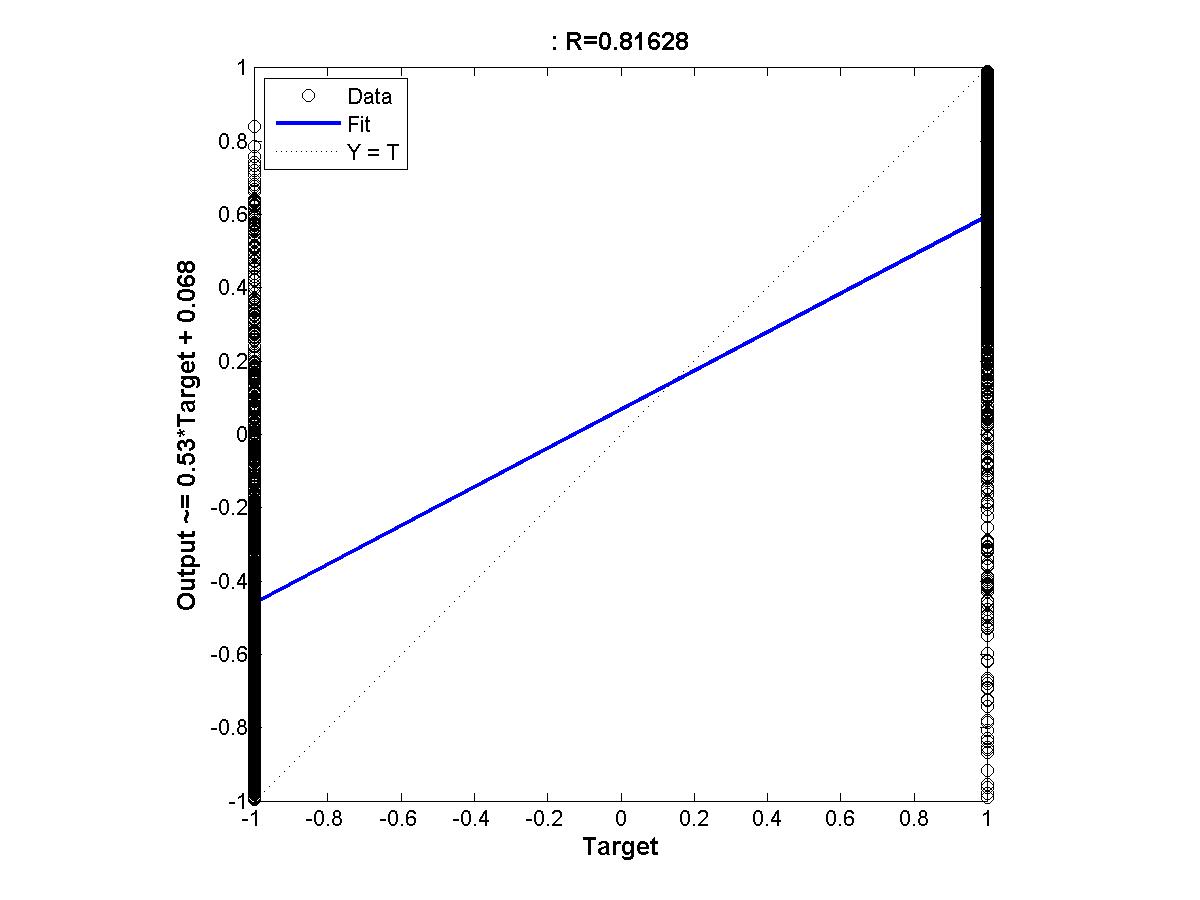 : R=0.81628
Data
Fit
Y = T
1
0.8
0.6
0.4
0.2
0
-0.2
-0.4
-0.6
-0.8
-1
Output ~= 0.53*Target + 0.068
-1 -0.8 -0.6 -0.4 -0.2 0 0.2 0.4 0.6 0.8 1
Target